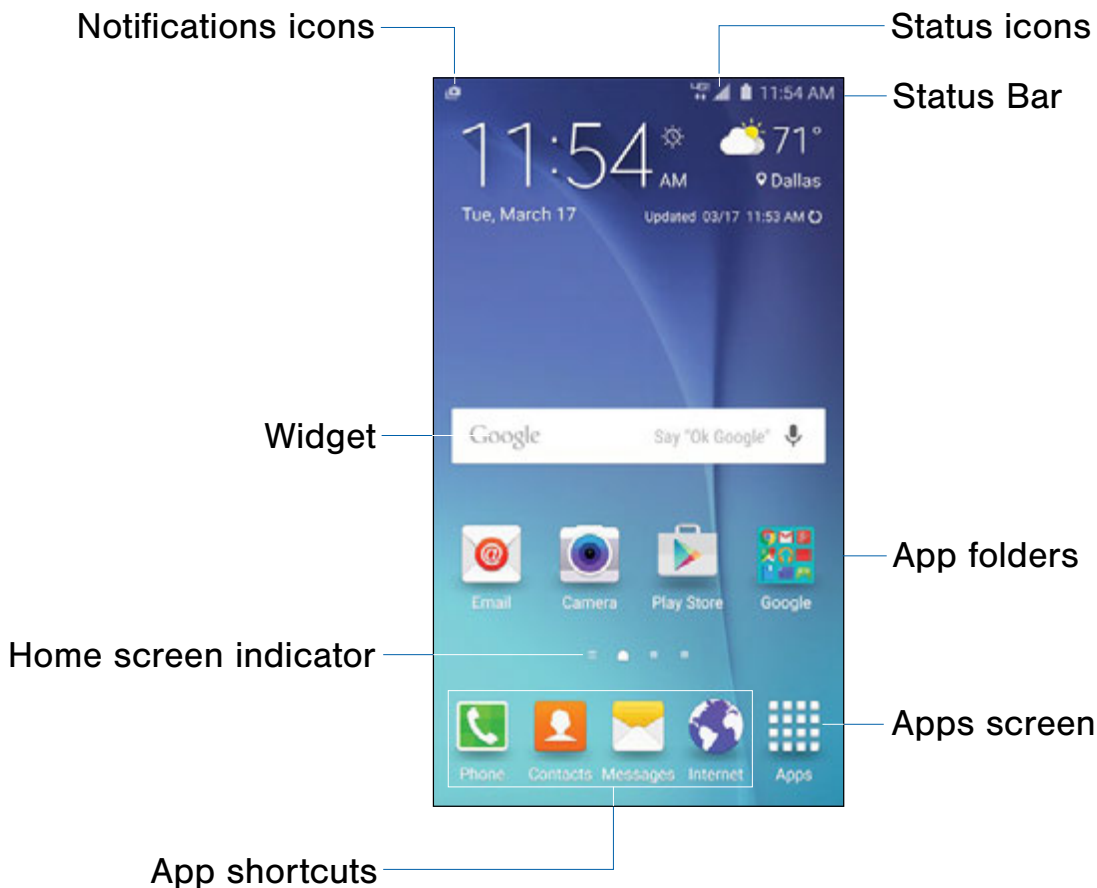 Notifications icons
Status icons
11:54 AM
Status Bar
11:54 AM
71°
Dallas
Tue, March 17
Updated 03/17 11:53 AM
Widget
Google
Say "Ok Google"
App folders
Email
Camera
Play Store
Google
Home screen indicator
Apps screen
Phone
Contacts
Messages
Internet
Apps
App shortcuts